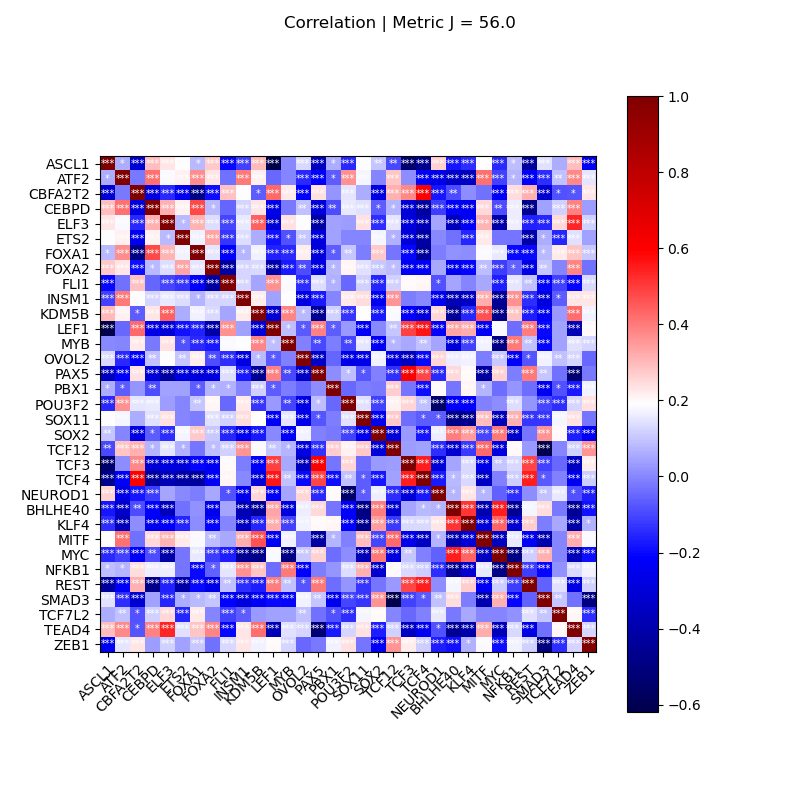 Correlation | Metric J = 56.0
ASCL1
ATF2
CBFA2T2
CEBPD
ELF3
ETS2
FOXA1
FOXA2
FLI1
INSM1
KDM5B
LEF1
MYB
OVOL2
PAX5
PBX1
POU3F2
SOX11
SOX2
TCF12
TCF3
TCF4
NEUROD1
BHLHE40
KLF4
MITF
MYC
NFKB1
REST
SMAD3
TCF7L2
TEAD4
ZEB1
ASCL1
ATF2
CBFA2T2
CEBPD
ELF3
ETS2
FOXA1
FOXA2
FLI1
INSM1
KDM5B
LEF1
MYB
OVOL2
PAX5
PBX1
POU3F2
SOX11
SOX2
TCF12
TCF3
TCF4
NEUROD1
BHLHE40
KLF4
MITF
MYC
NFKB1
REST
SMAD3
TCF7L2
TEAD4
ZEB1
1.0
0.8
0.6
0.4
0.2
0.0
−0.2
−0.4
−0.6